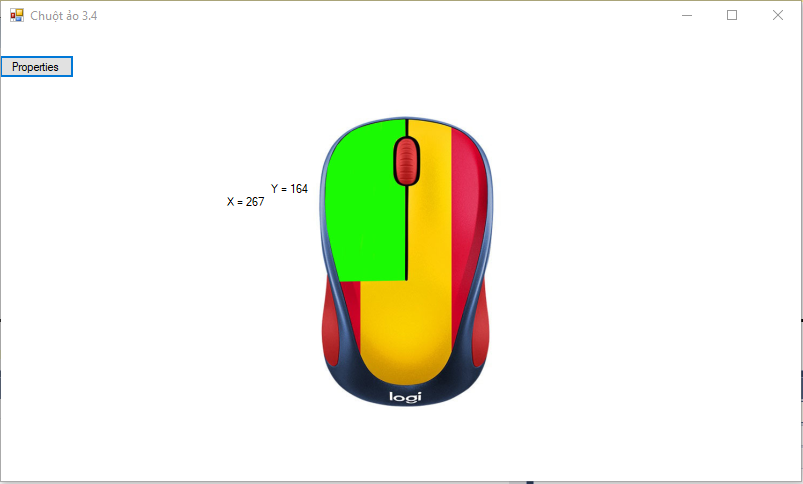 Chuột ảo 3.4
Properties
Y = 164
X = 267
logi